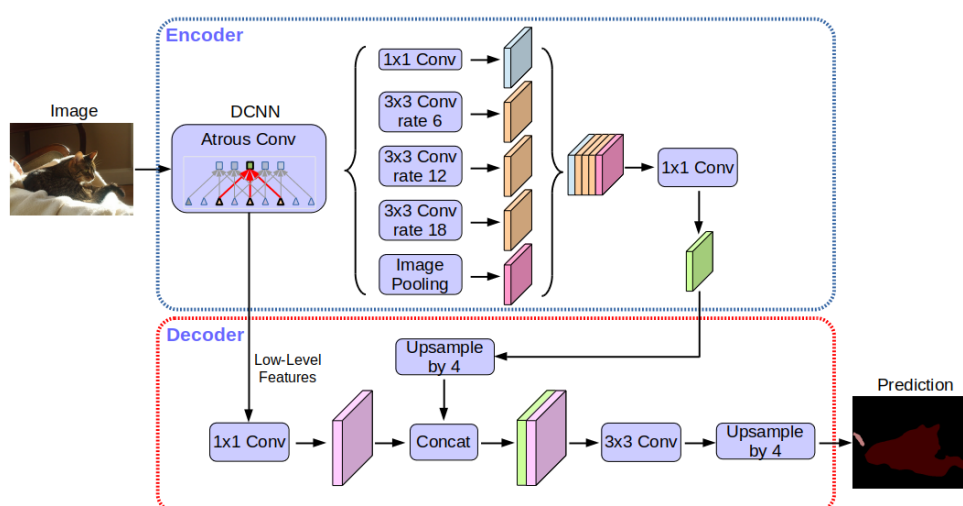 Encoder
Image
DCNN
Atrous Conv
1x1 Conv
3x3 Conv
rate 6
3x3 Conv
rate 12
3x3 Conv
rate 18
Image
Pooling
1x1 Conv
Decoder
Low-Level
Features
Upsample
by 4
1x1 Conv
Concat
3x3 Conv
Upsample
by 4
Prediction